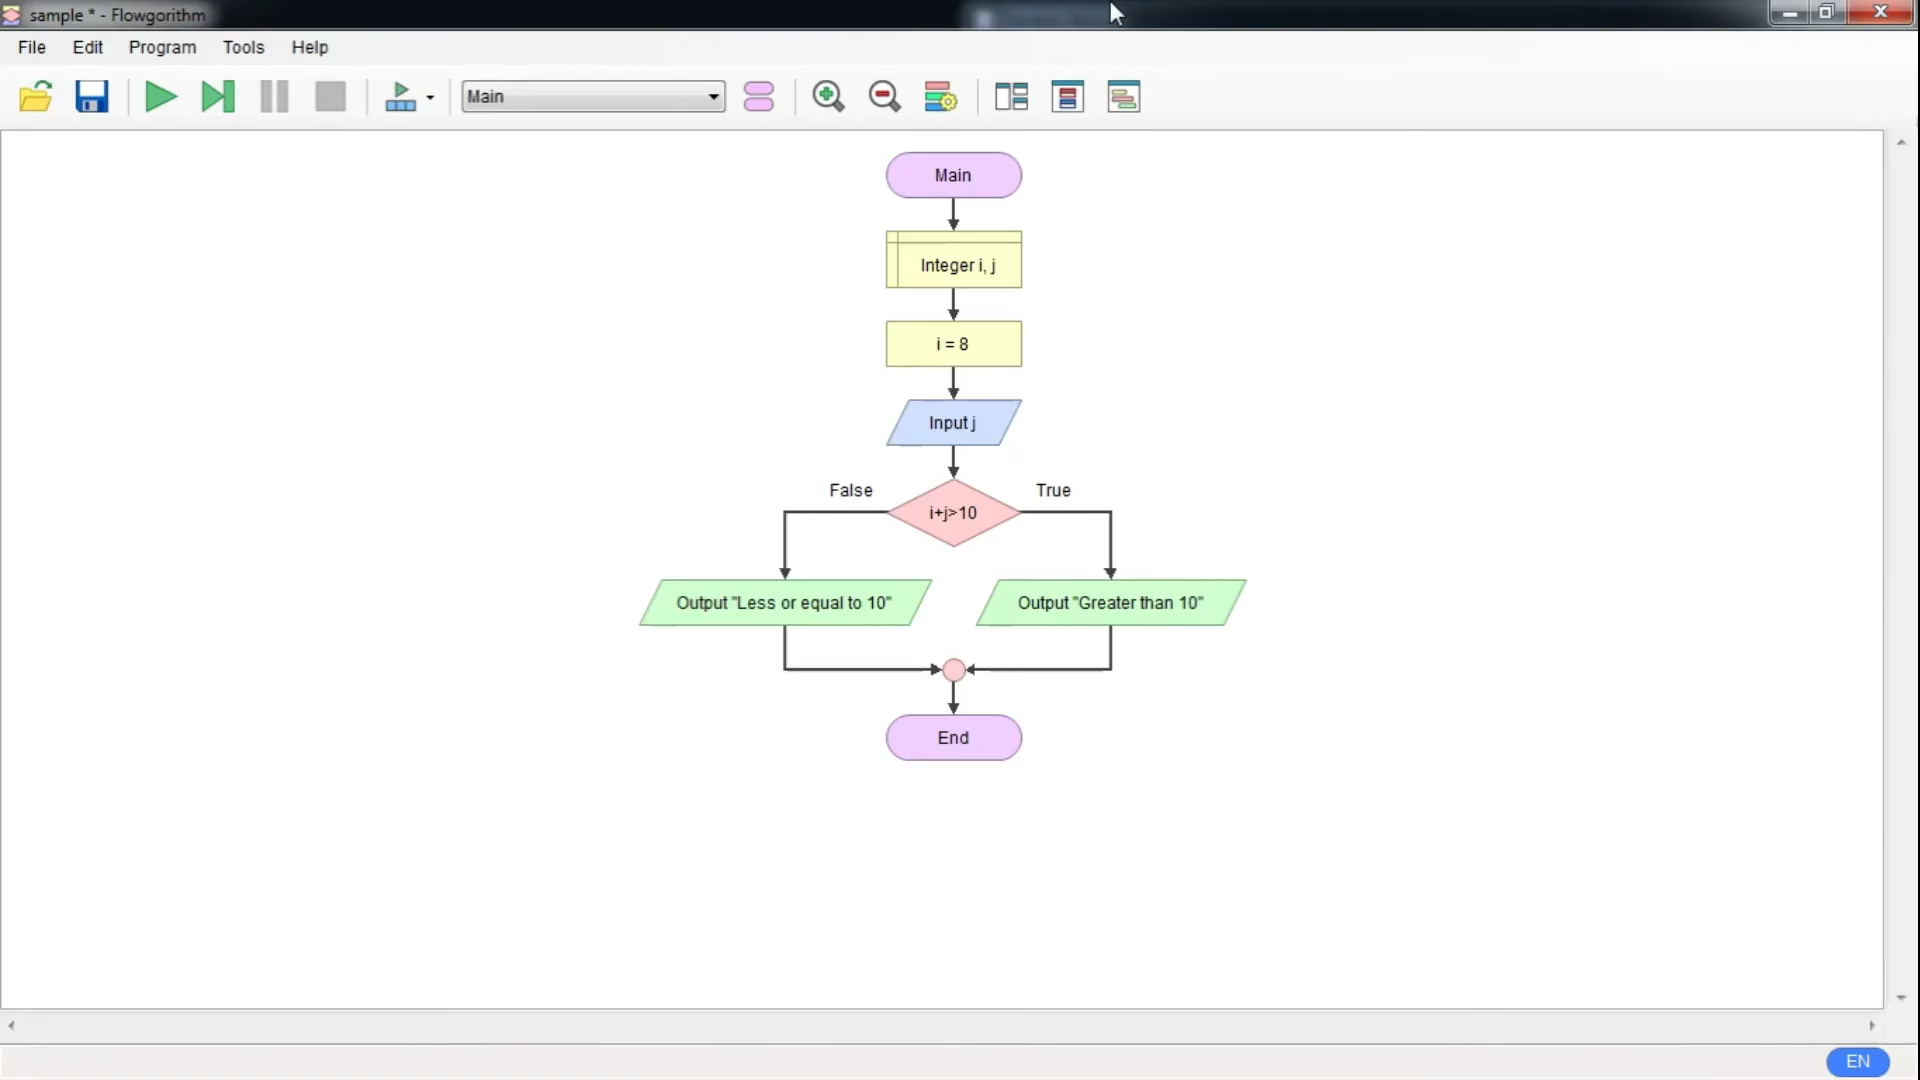 sample * - Flowgorithm
File Edit Program Tools Help
Main
Main
Integer i, j
i = 8
Input j
False True
i+j>10
Output "Less or equal to 10" Output "Greater than 10"
End
EN